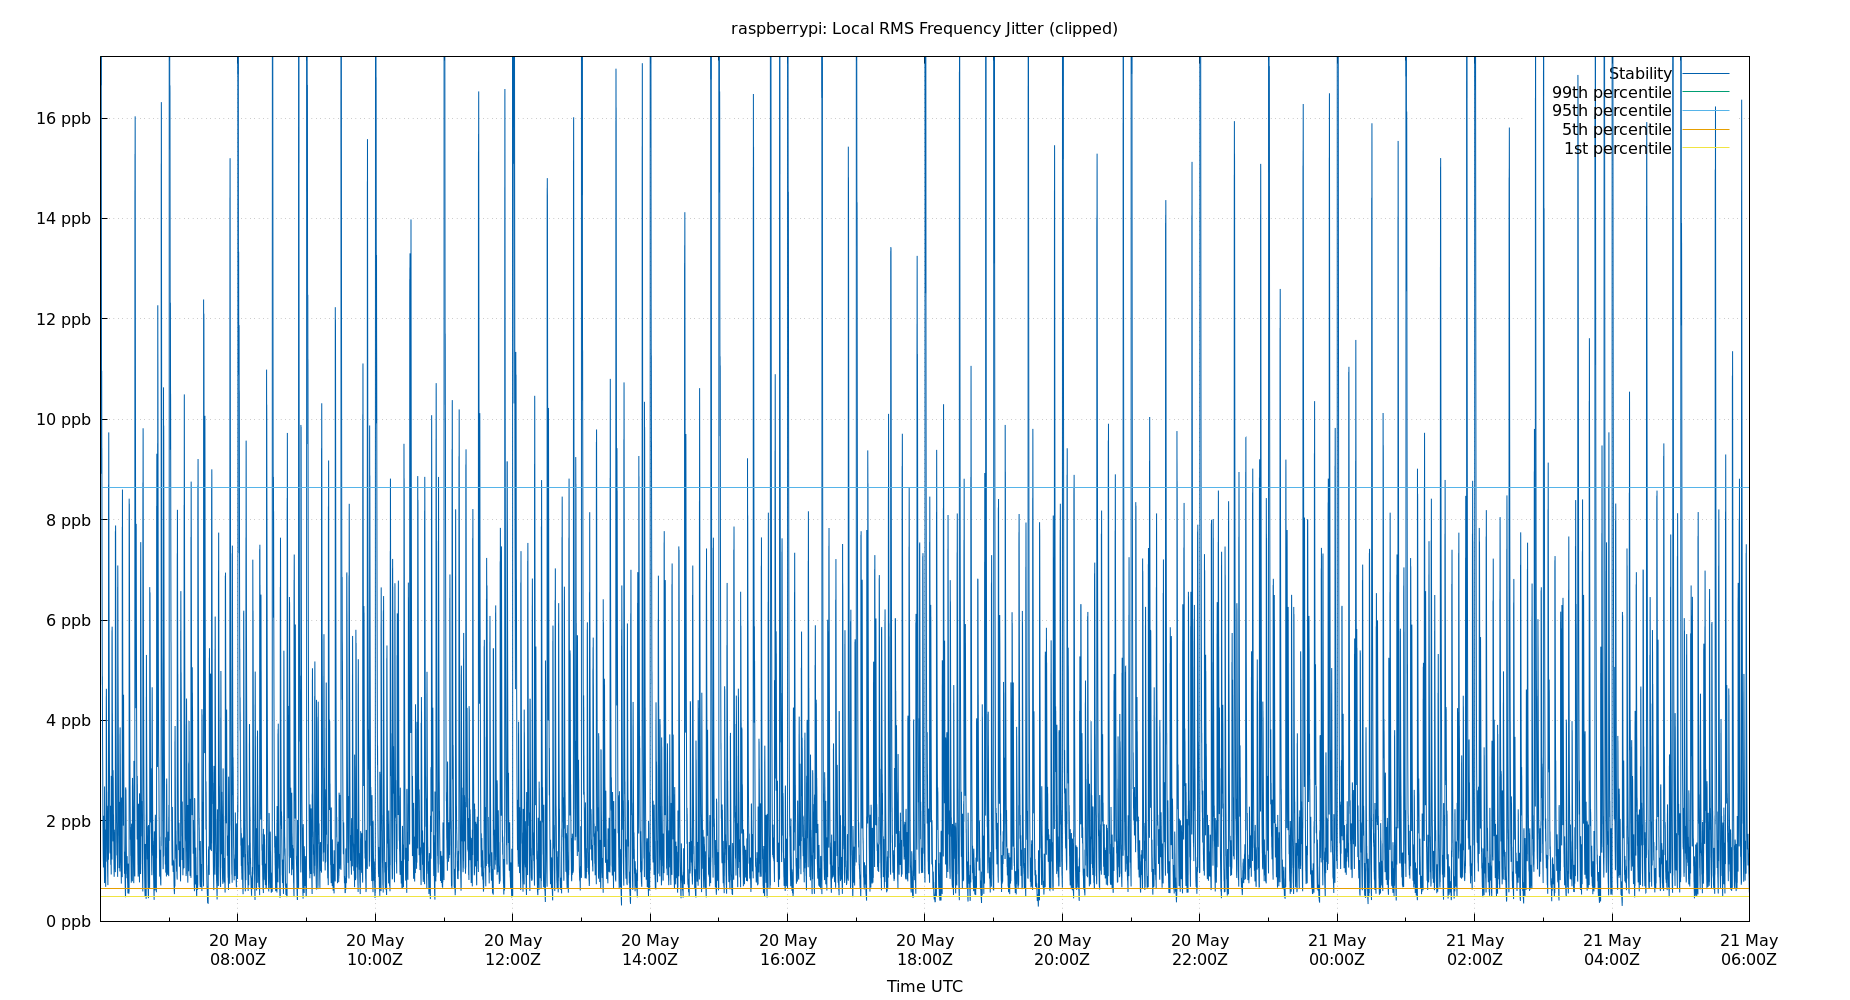 raspberrypi: Local RMS Frequency Jitter (clipped)
Stability
99th percentile
95th percentile
5th percentile
1st percentile
16 ppb
14 ppb
12 ppb
10 ppb
8 ppb
6 ppb
4 ppb
2 ppb
0 ppb
20 May 20 May 20 May 20 May 20 May 20 May 20 May 20 May 21 May 21 May 21 May 21 May
08:00Z 10:00Z 12:00Z 14:00Z 16:00Z 18:00Z 20:00Z 22:00Z 00:00Z 02:00Z 04:00Z 06:00Z
Time UTC